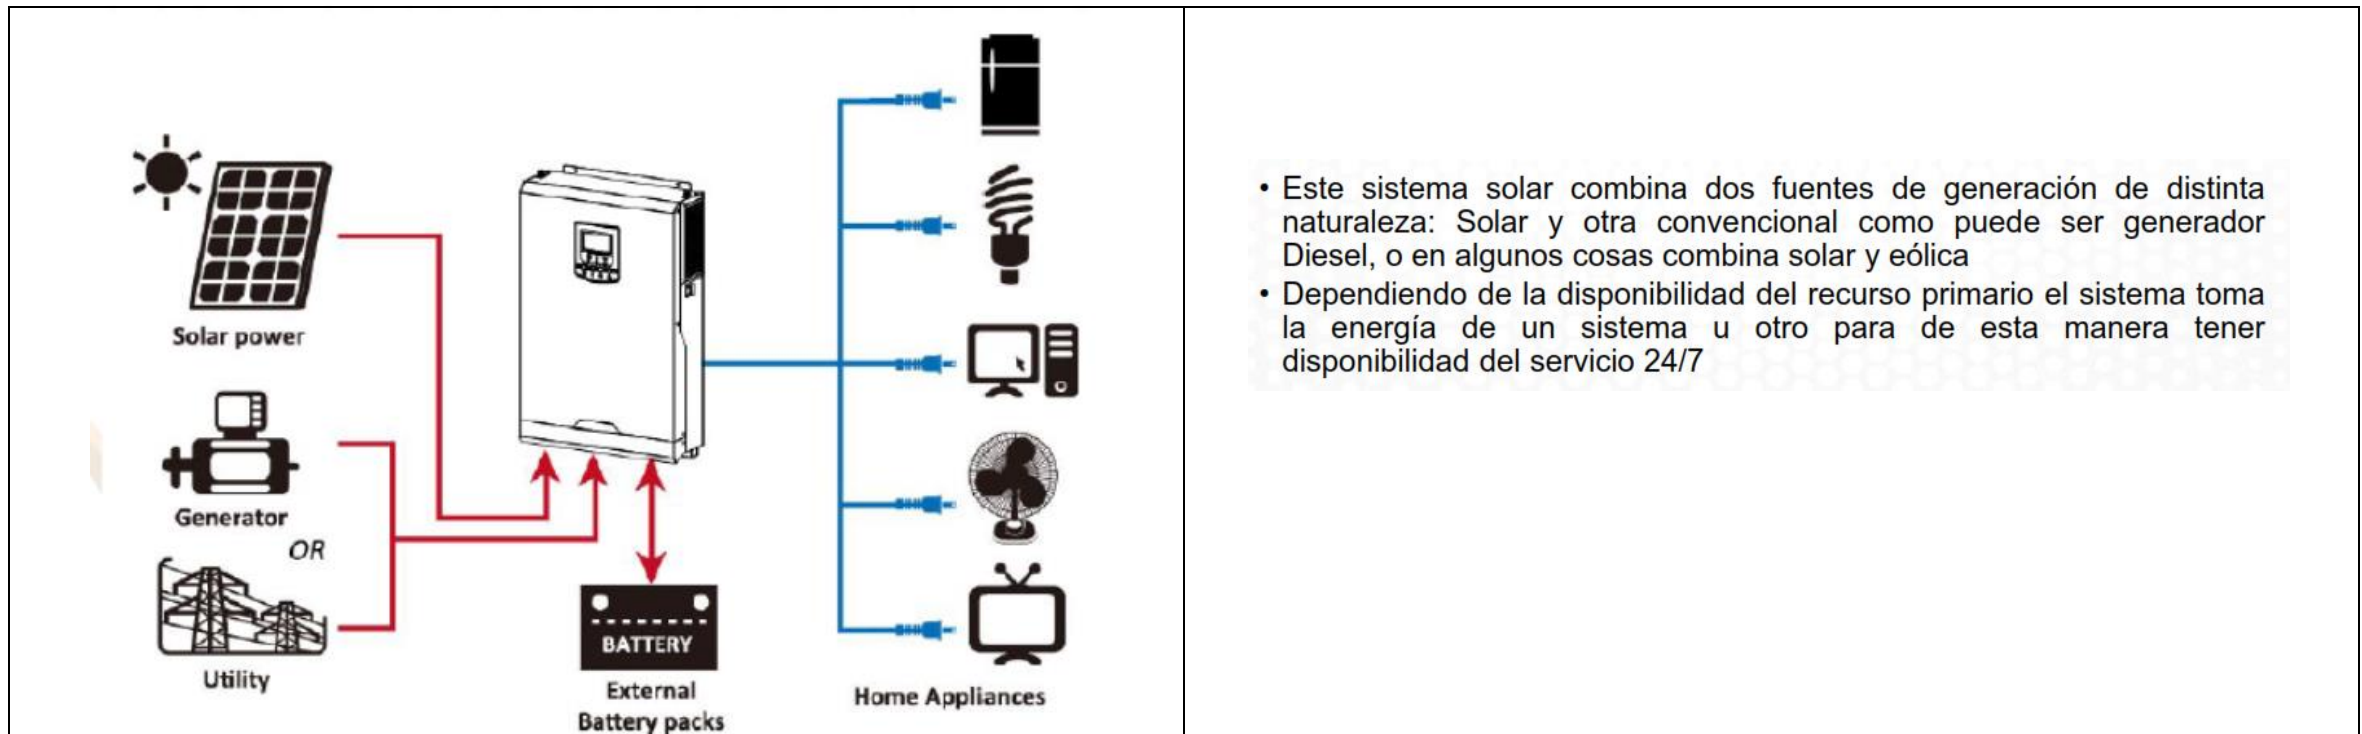 Solar power
Generator
OR
Utility
BATTERY
External
Battery packs
Home Appliances
• Este sistema solar combina dos fuentes de generación de distinta
naturaleza: Solar y otra convencional como puede ser generador
Diesel, o en algunos cosas combina solar y eólica
• Dependiendo de la disponibilidad del recurso primario el sistema toma
la energía de un sistema u otro para de esta manera tener
disponibilidad del servicio 24/7